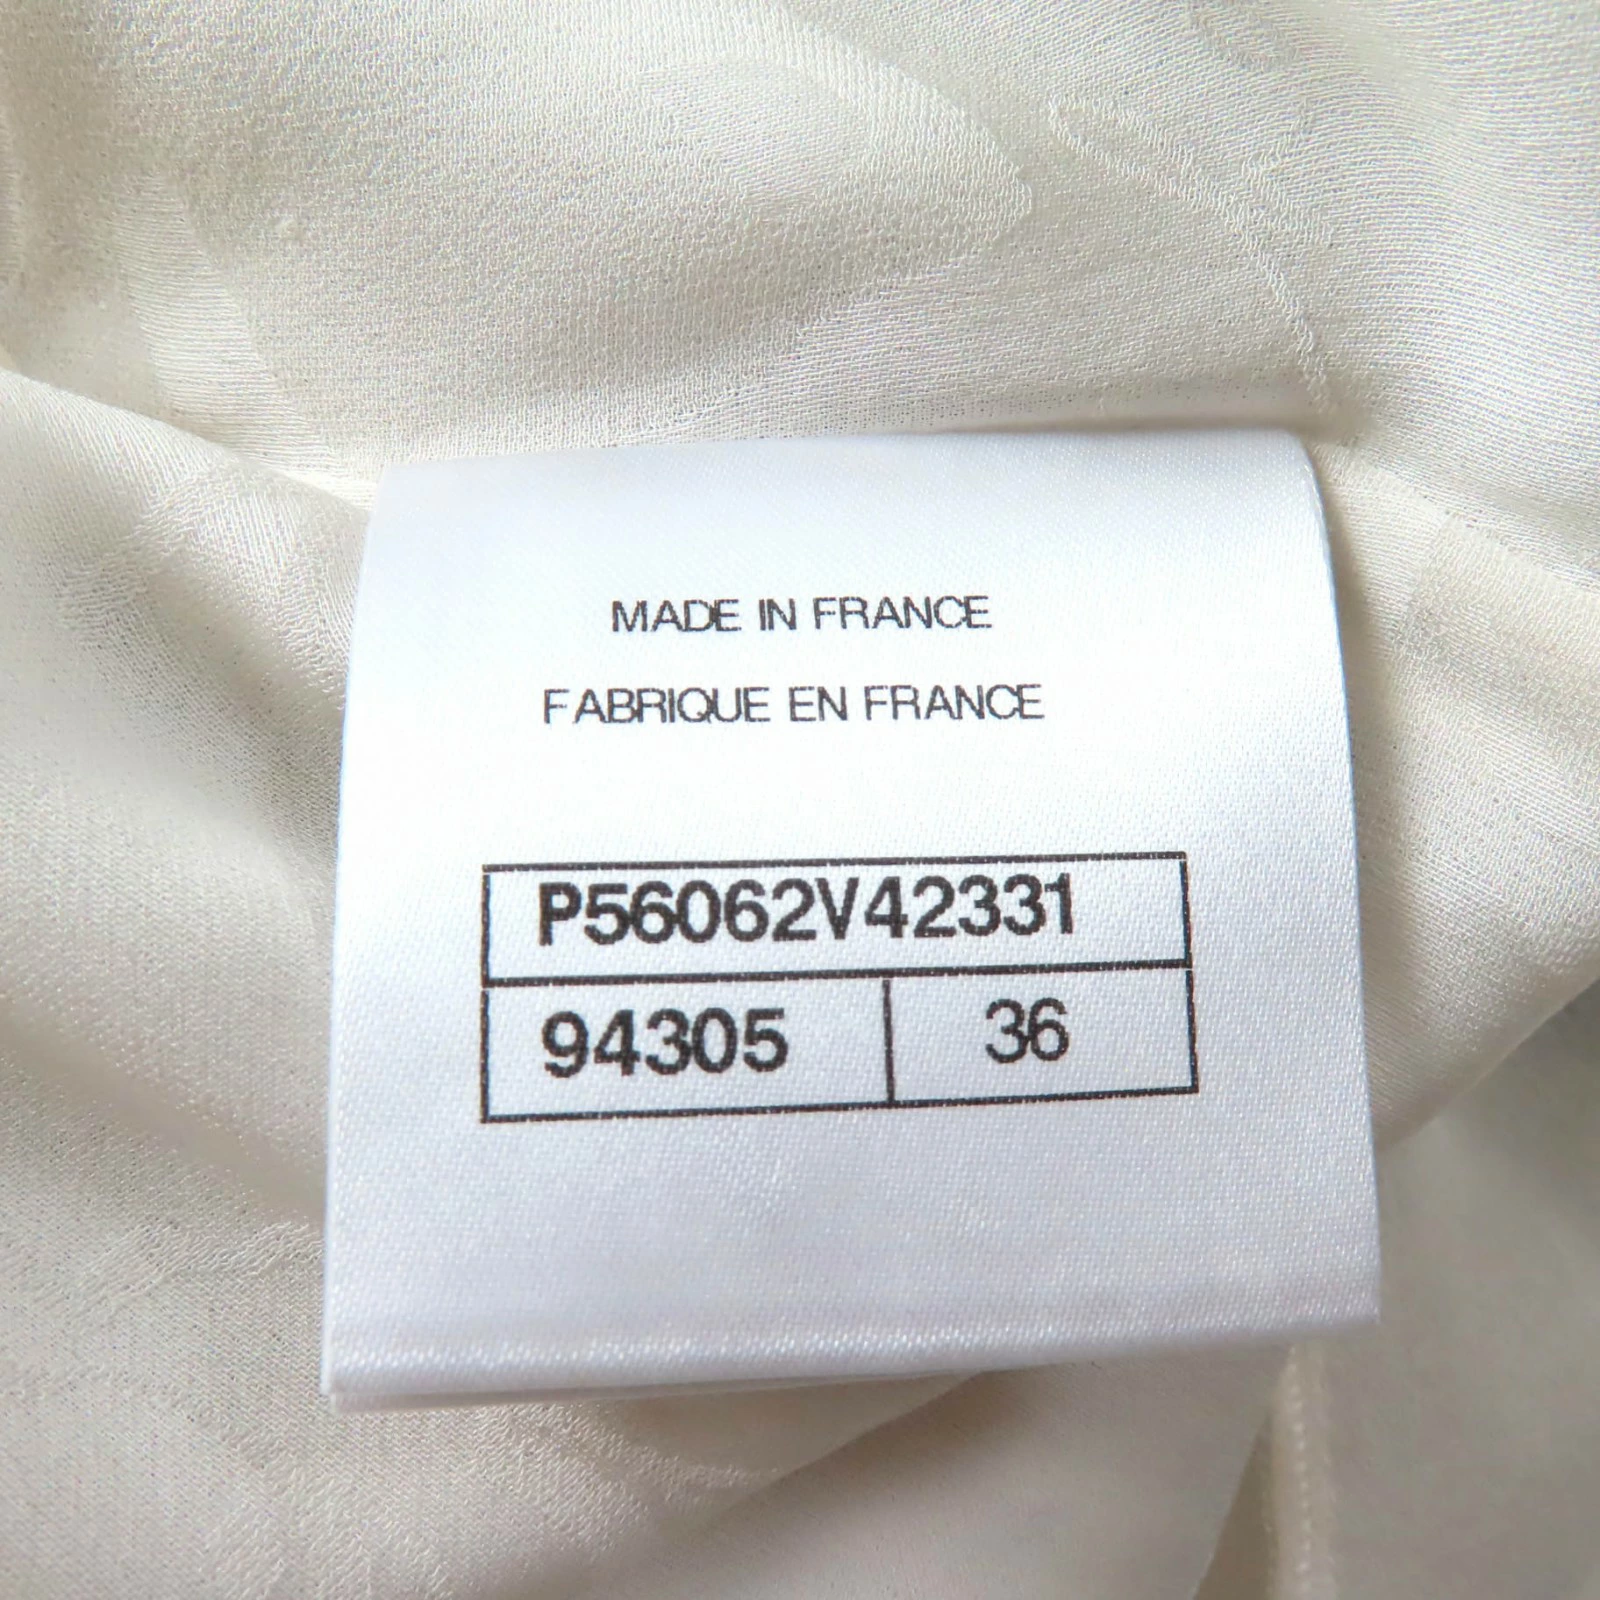 MADE IN FRANCE
FABRIQUE EN FRANCE
P56062V42331
94305 36